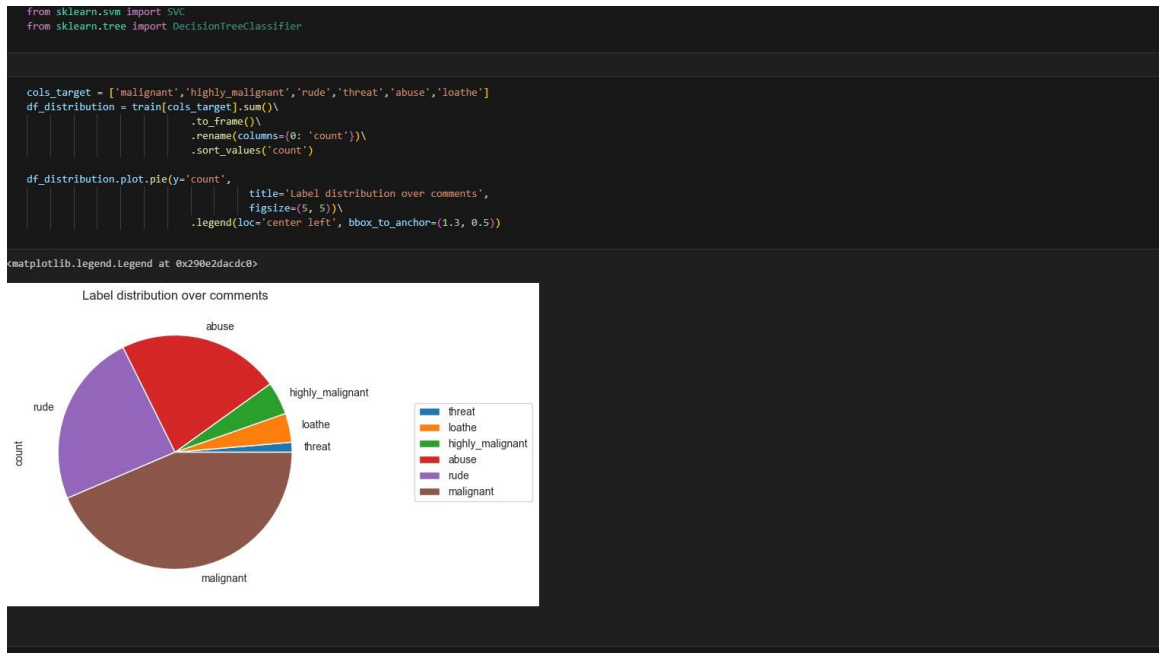 from sklearn.svm import SVC
from sklearn.tree import DecisionTreeClassifier
cols_target = ['malignant','highly_malignant','rude','threat','abuse','loathe']
df_distribution = train[cols_target].sum()\
.to_frame()\
.rename(columns={0: 'count'})\
.sort_values('count')
df_distribution.plot.pie(y='count',
title='Label distribution over comments',
figsize=(5, 5))\
.legend(loc='center left', bbox_to_anchor=(1.3, 0.5))
<matplotlib.legend.Legend at 0x290e2dacdc0>
Label distribution over comments
abuse
highly_malignant
rude
loathe
threat
count
malignant
threat
loathe
highly_malignant
abuse
rude
malignant